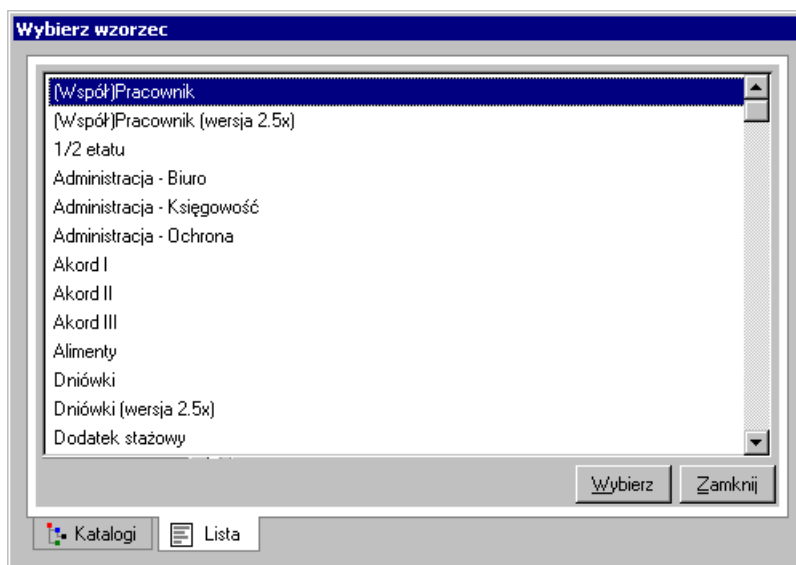 Wybierz wzorzec
(Współ)Pracownik
(Współ)Pracownik (wersja 2.5x)
1/2 etatu
Administracja - Biuro
Administracja - Księgowość
Administracja - Ochrona
Akord I
Akord II
Akord III
Alimenty
Dniówki
Dniówki (wersja 2.5x)
Dodatek stażowy
Wybierz Zamknij
Katalogi Lista